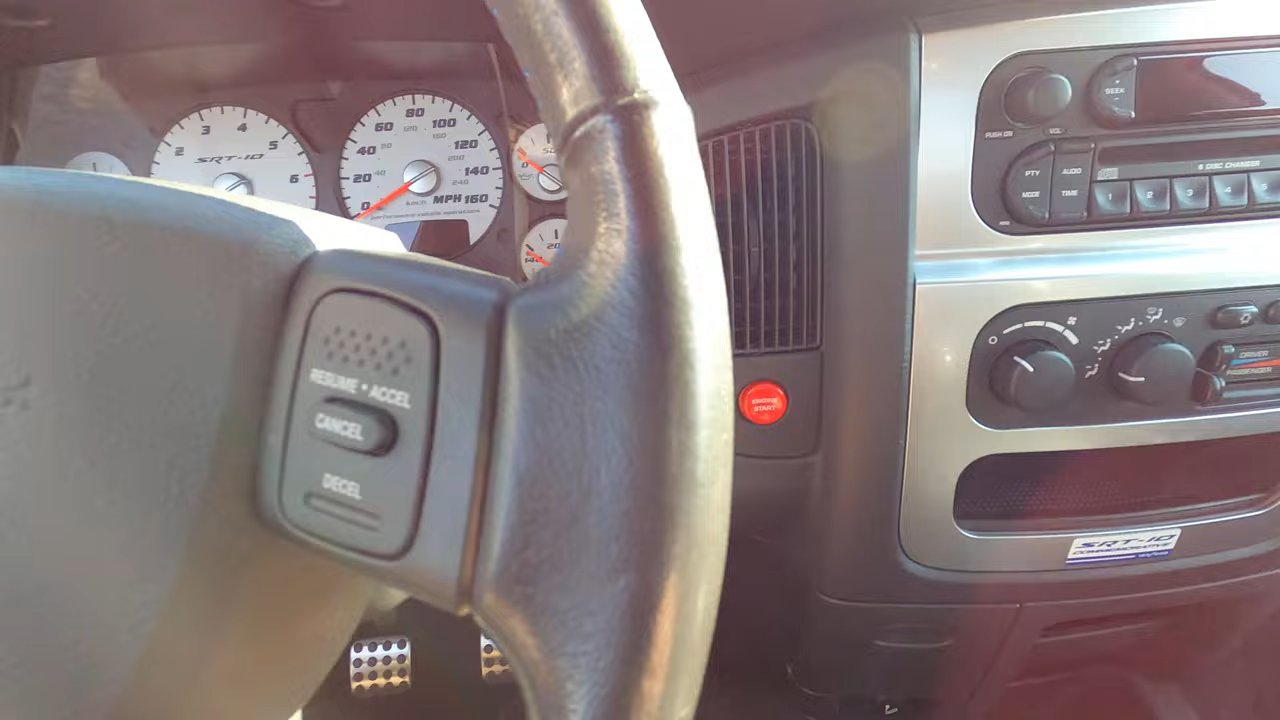 2 3 4 5 6
SRT-10
0 20 40 60 80 100 120 140 160
MPH
RESUME • ACCEL
CANCEL
DECEL
ENGINE
START
PUSH ON
VOL
SEEK
PTY
MODE
AUDIO
TIME
6 DISC CHANGER
1 2 3 4 5
DRIVER
PASSENGER
SRT-10
COMMEMORATIVE